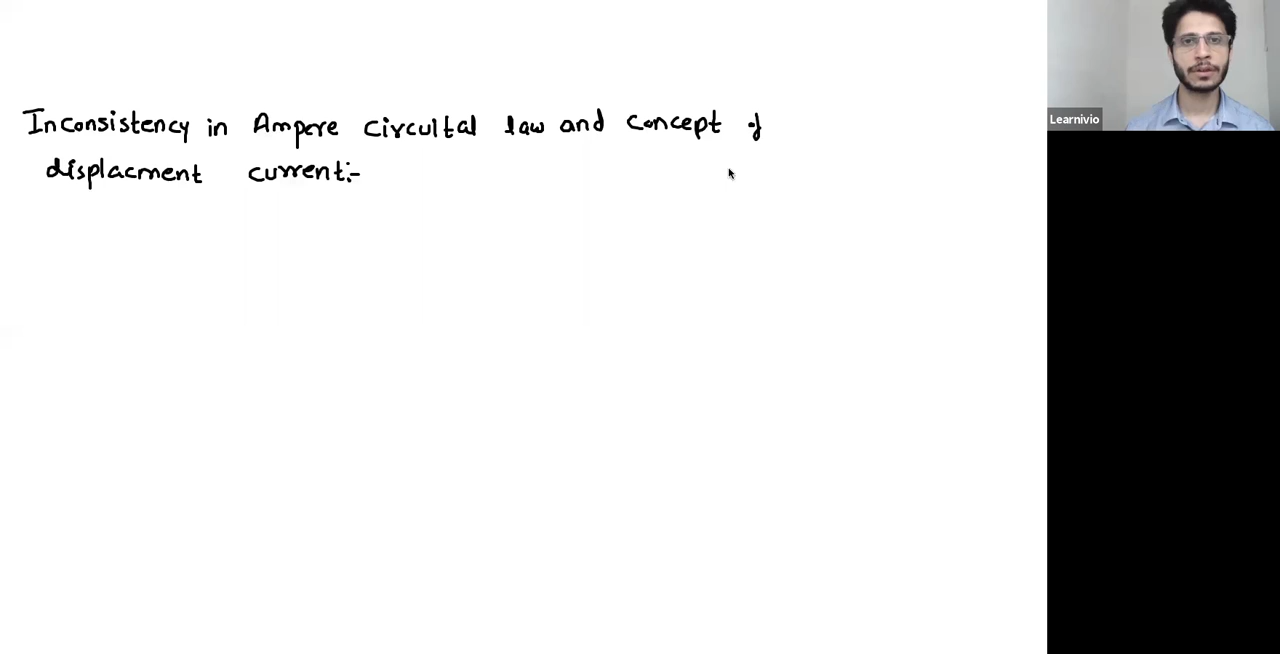 Inconsistency in Ampere Circuital law and concept of
displacment current:-
Learnivio